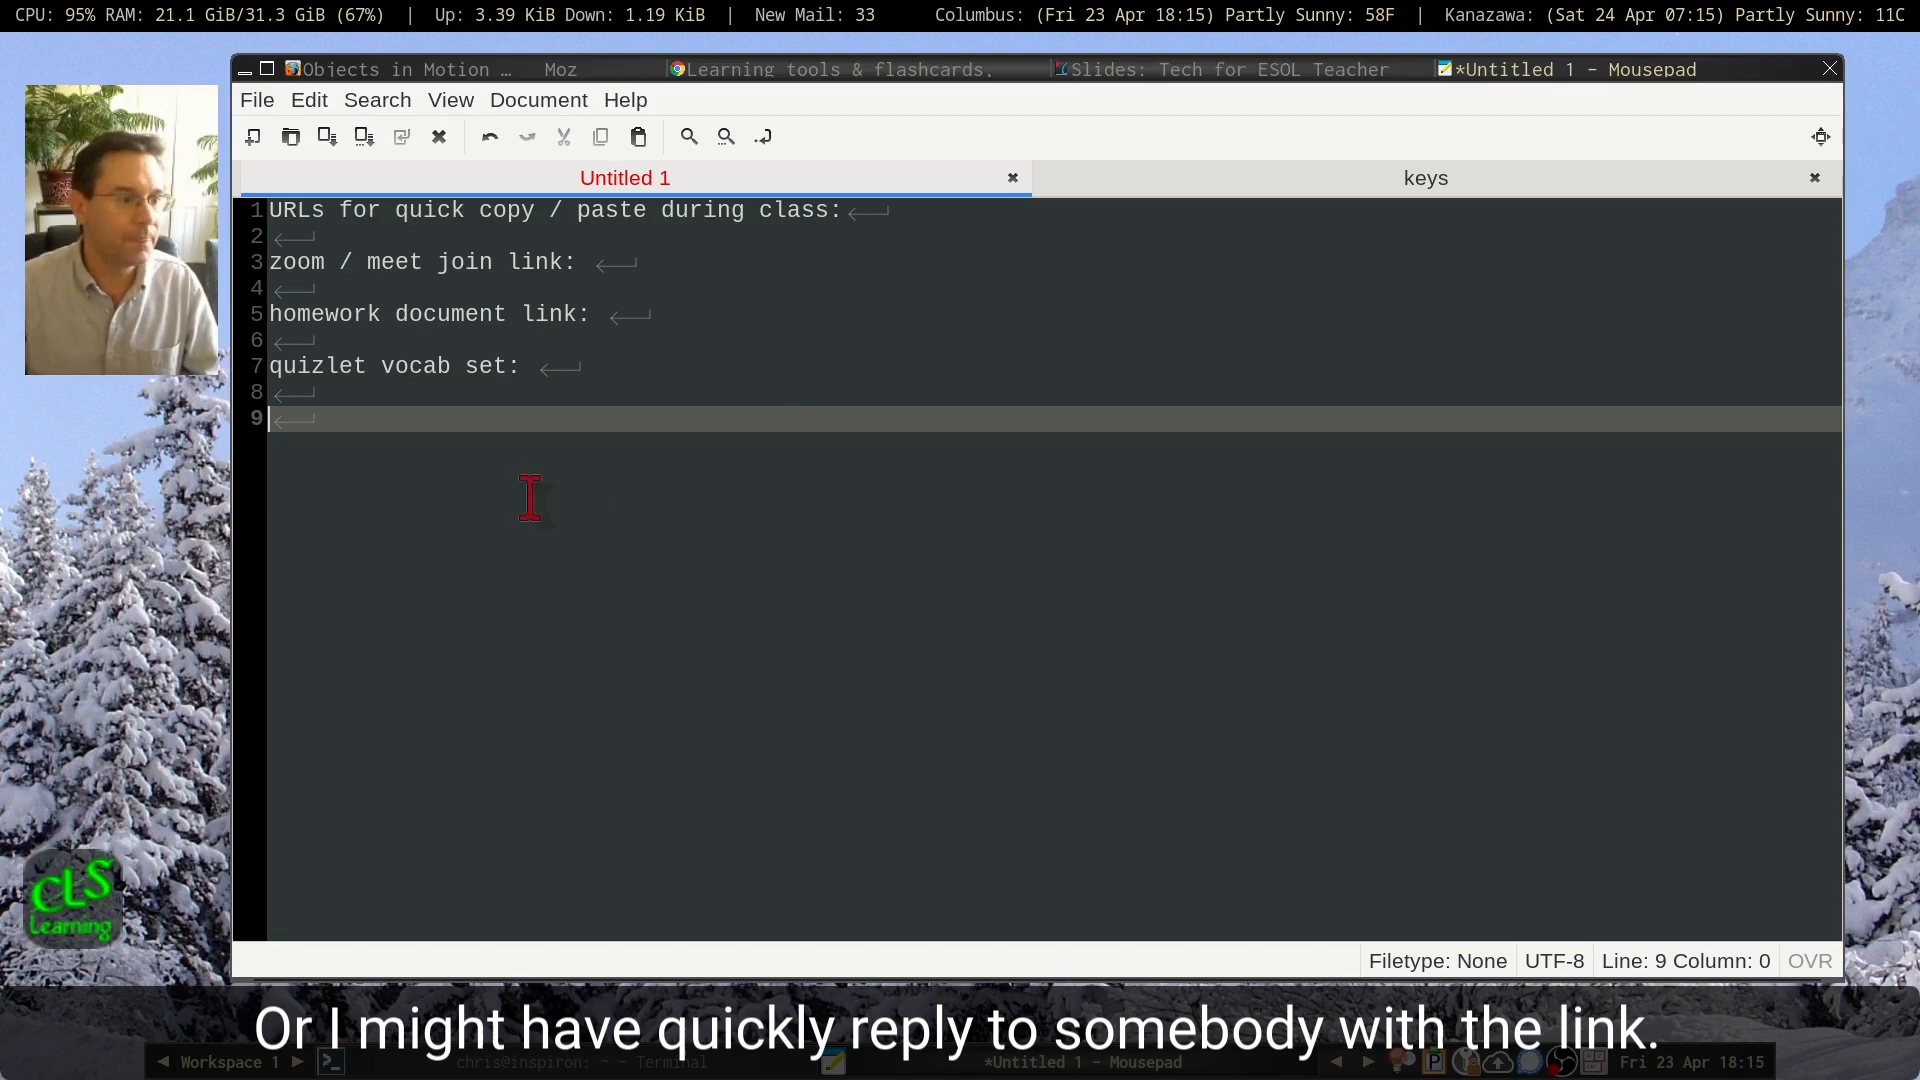 CPU: 95% RAM: 21.1 GiB/31.3 GiB (67%) | Up: 3.39 KiB Down: 1.19 KiB | New Mail: 33 Columbus: (Fri 23 Apr 18:15) Partly Sunny: 58F | Kanazawa: (Sat 24 Apr 07:15) Partly Sunny: 11C
Objects in Motion … Moz
Learning tools & flashcards,
Slides: Tech for ESOL Teacher
*Untitled 1 - Mousepad
File Edit Search View Document Help
Untitled 1
keys
1 URLs for quick copy / paste during class:
2
3 zoom / meet join link:
4
5 homework document link:
6
7 quizlet vocab set:
8
9
cLS
Learning
Filetype: None UTF-8 Line: 9 Column: 0 OVR
Or I might have quickly reply to somebody with the link.
Workspace 1 chris@inspiron: ~ - Terminal *Untitled 1 - Mousepad Fri 23 Apr 18:15